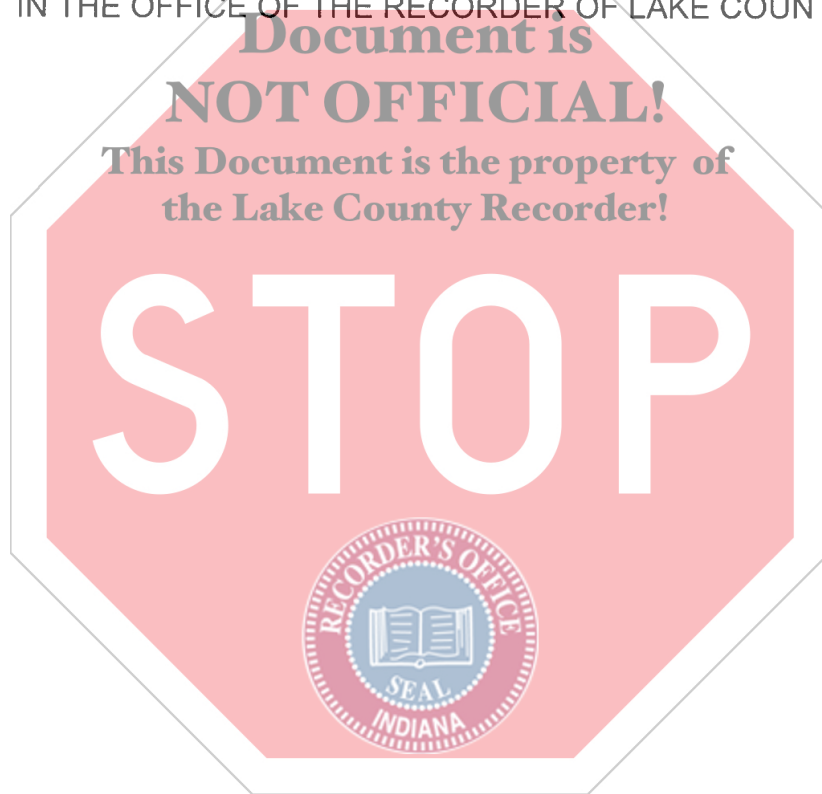 IN THE OFFICE OF THE RECORDER OF LAKE COUN
Document is
NOT OFFICIAL!
This Document is the property of
the Lake County Recorder!
STOP
RECORDER'S OFFICE
SEAL
INDIANA